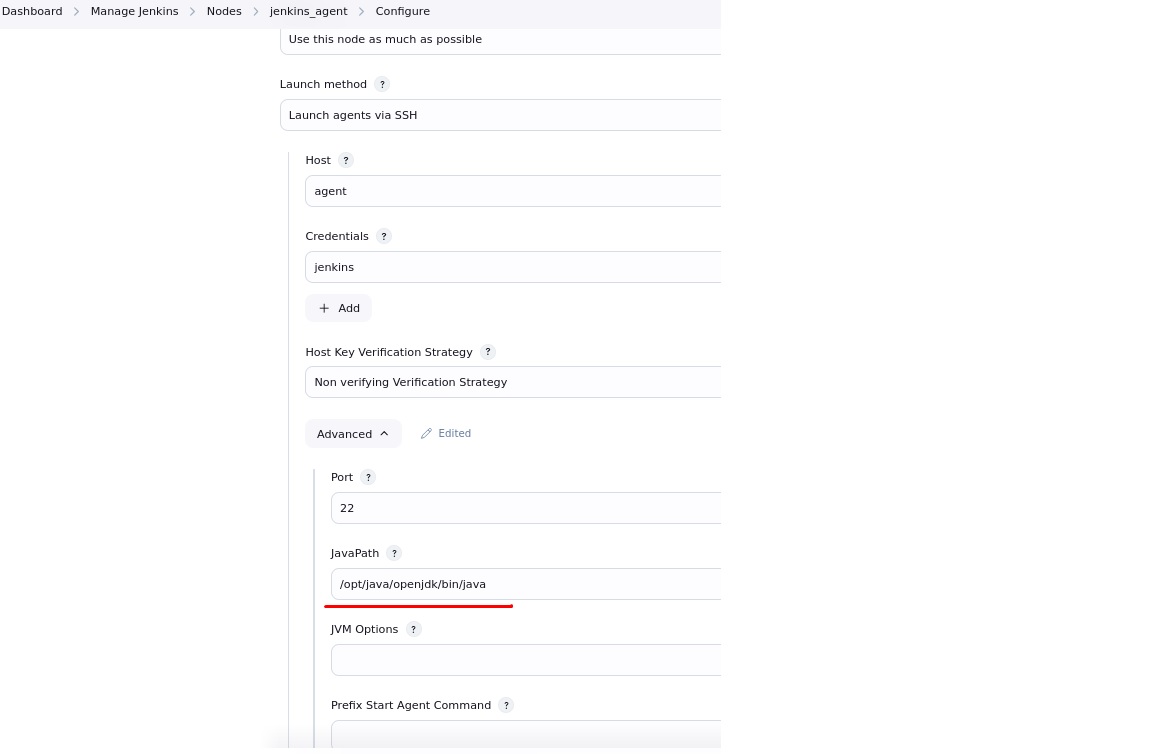 Dashboard > Manage Jenkins > Nodes > jenkins_agent > Configure
Use this node as much as possible
Launch method ?
Launch agents via SSH
Host ?
agent
Credentials ?
jenkins
+ Add
Host Key Verification Strategy ?
Non verifying Verification Strategy
Advanced Edited
Port ?
22
JavaPath ?
/opt/java/openjdk/bin/java
JVM Options ?
Prefix Start Agent Command ?